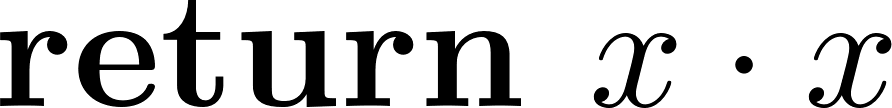 return x · x